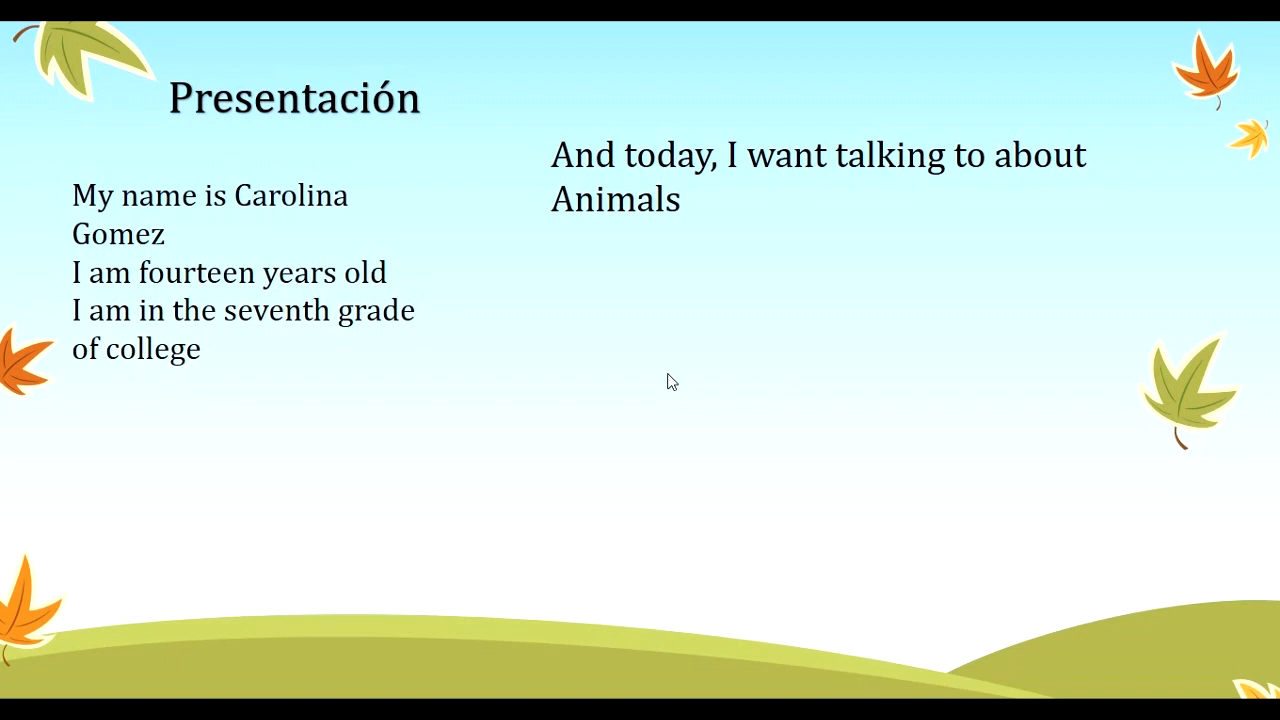 Presentación
My name is Carolina
Gomez
I am fourteen years old
I am in the seventh grade
of college
And today, I want talking to about
Animals